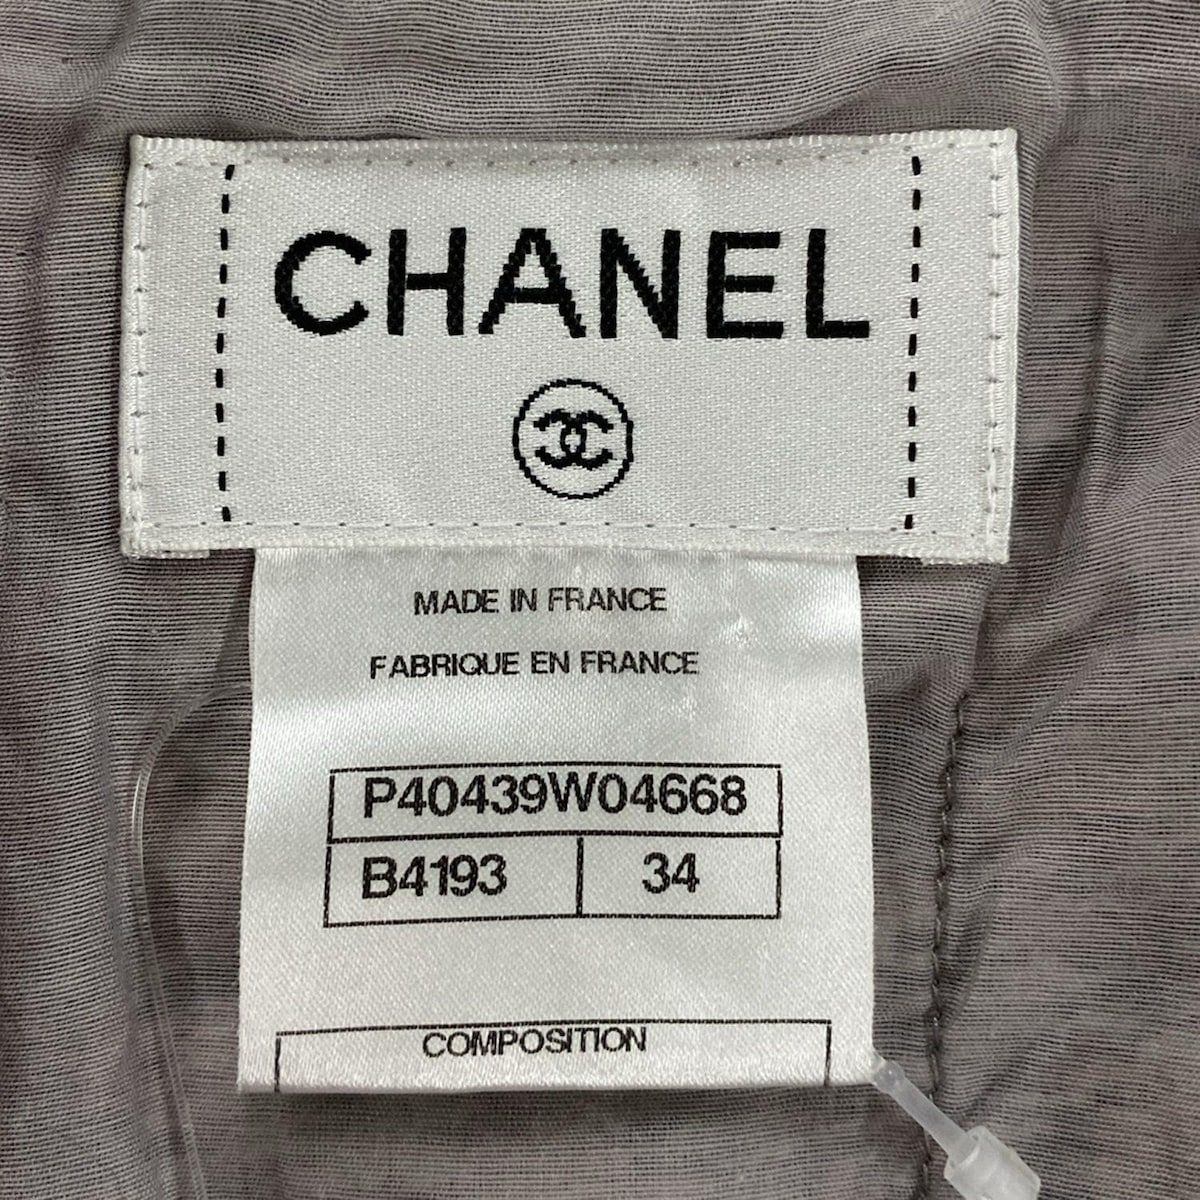 CHANEL
MADE IN FRANCE
FABRIQUE EN FRANCE
P40439W04668
B4193 34
COMPOSITION